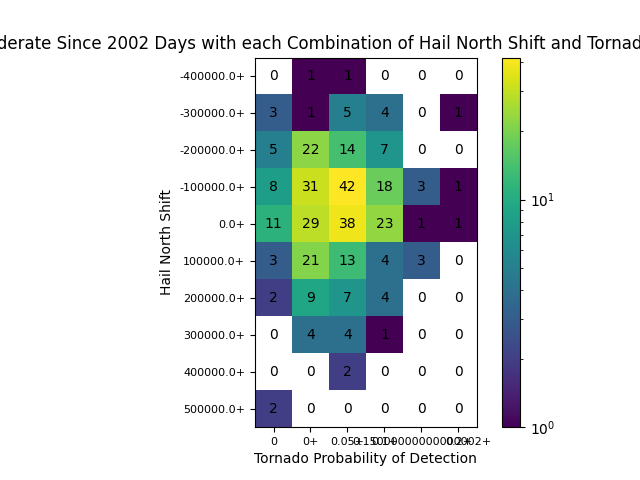 derate Since 2002 Days with each Combination of Hail North Shift and Tornad
-400000.0+ 0 1 1 0 0 0
-300000.0+ 3 1 5 4 0 1
-200000.0+ 5 22 14 7 0 0
-100000.0+ 8 31 42 18 3 1
0.0+ 11 29 38 23 1 1
100000.0+ 3 21 13 4 3 0
200000.0+ 2 9 7 4 0 0
300000.0+ 0 4 4 1 0 0
400000.0+ 0 0 2 0 0 0
500000.0+ 2 0 0 0 0 0
0 0+
Tornado Probability of Detection
Hail North Shift
10¹
10⁰